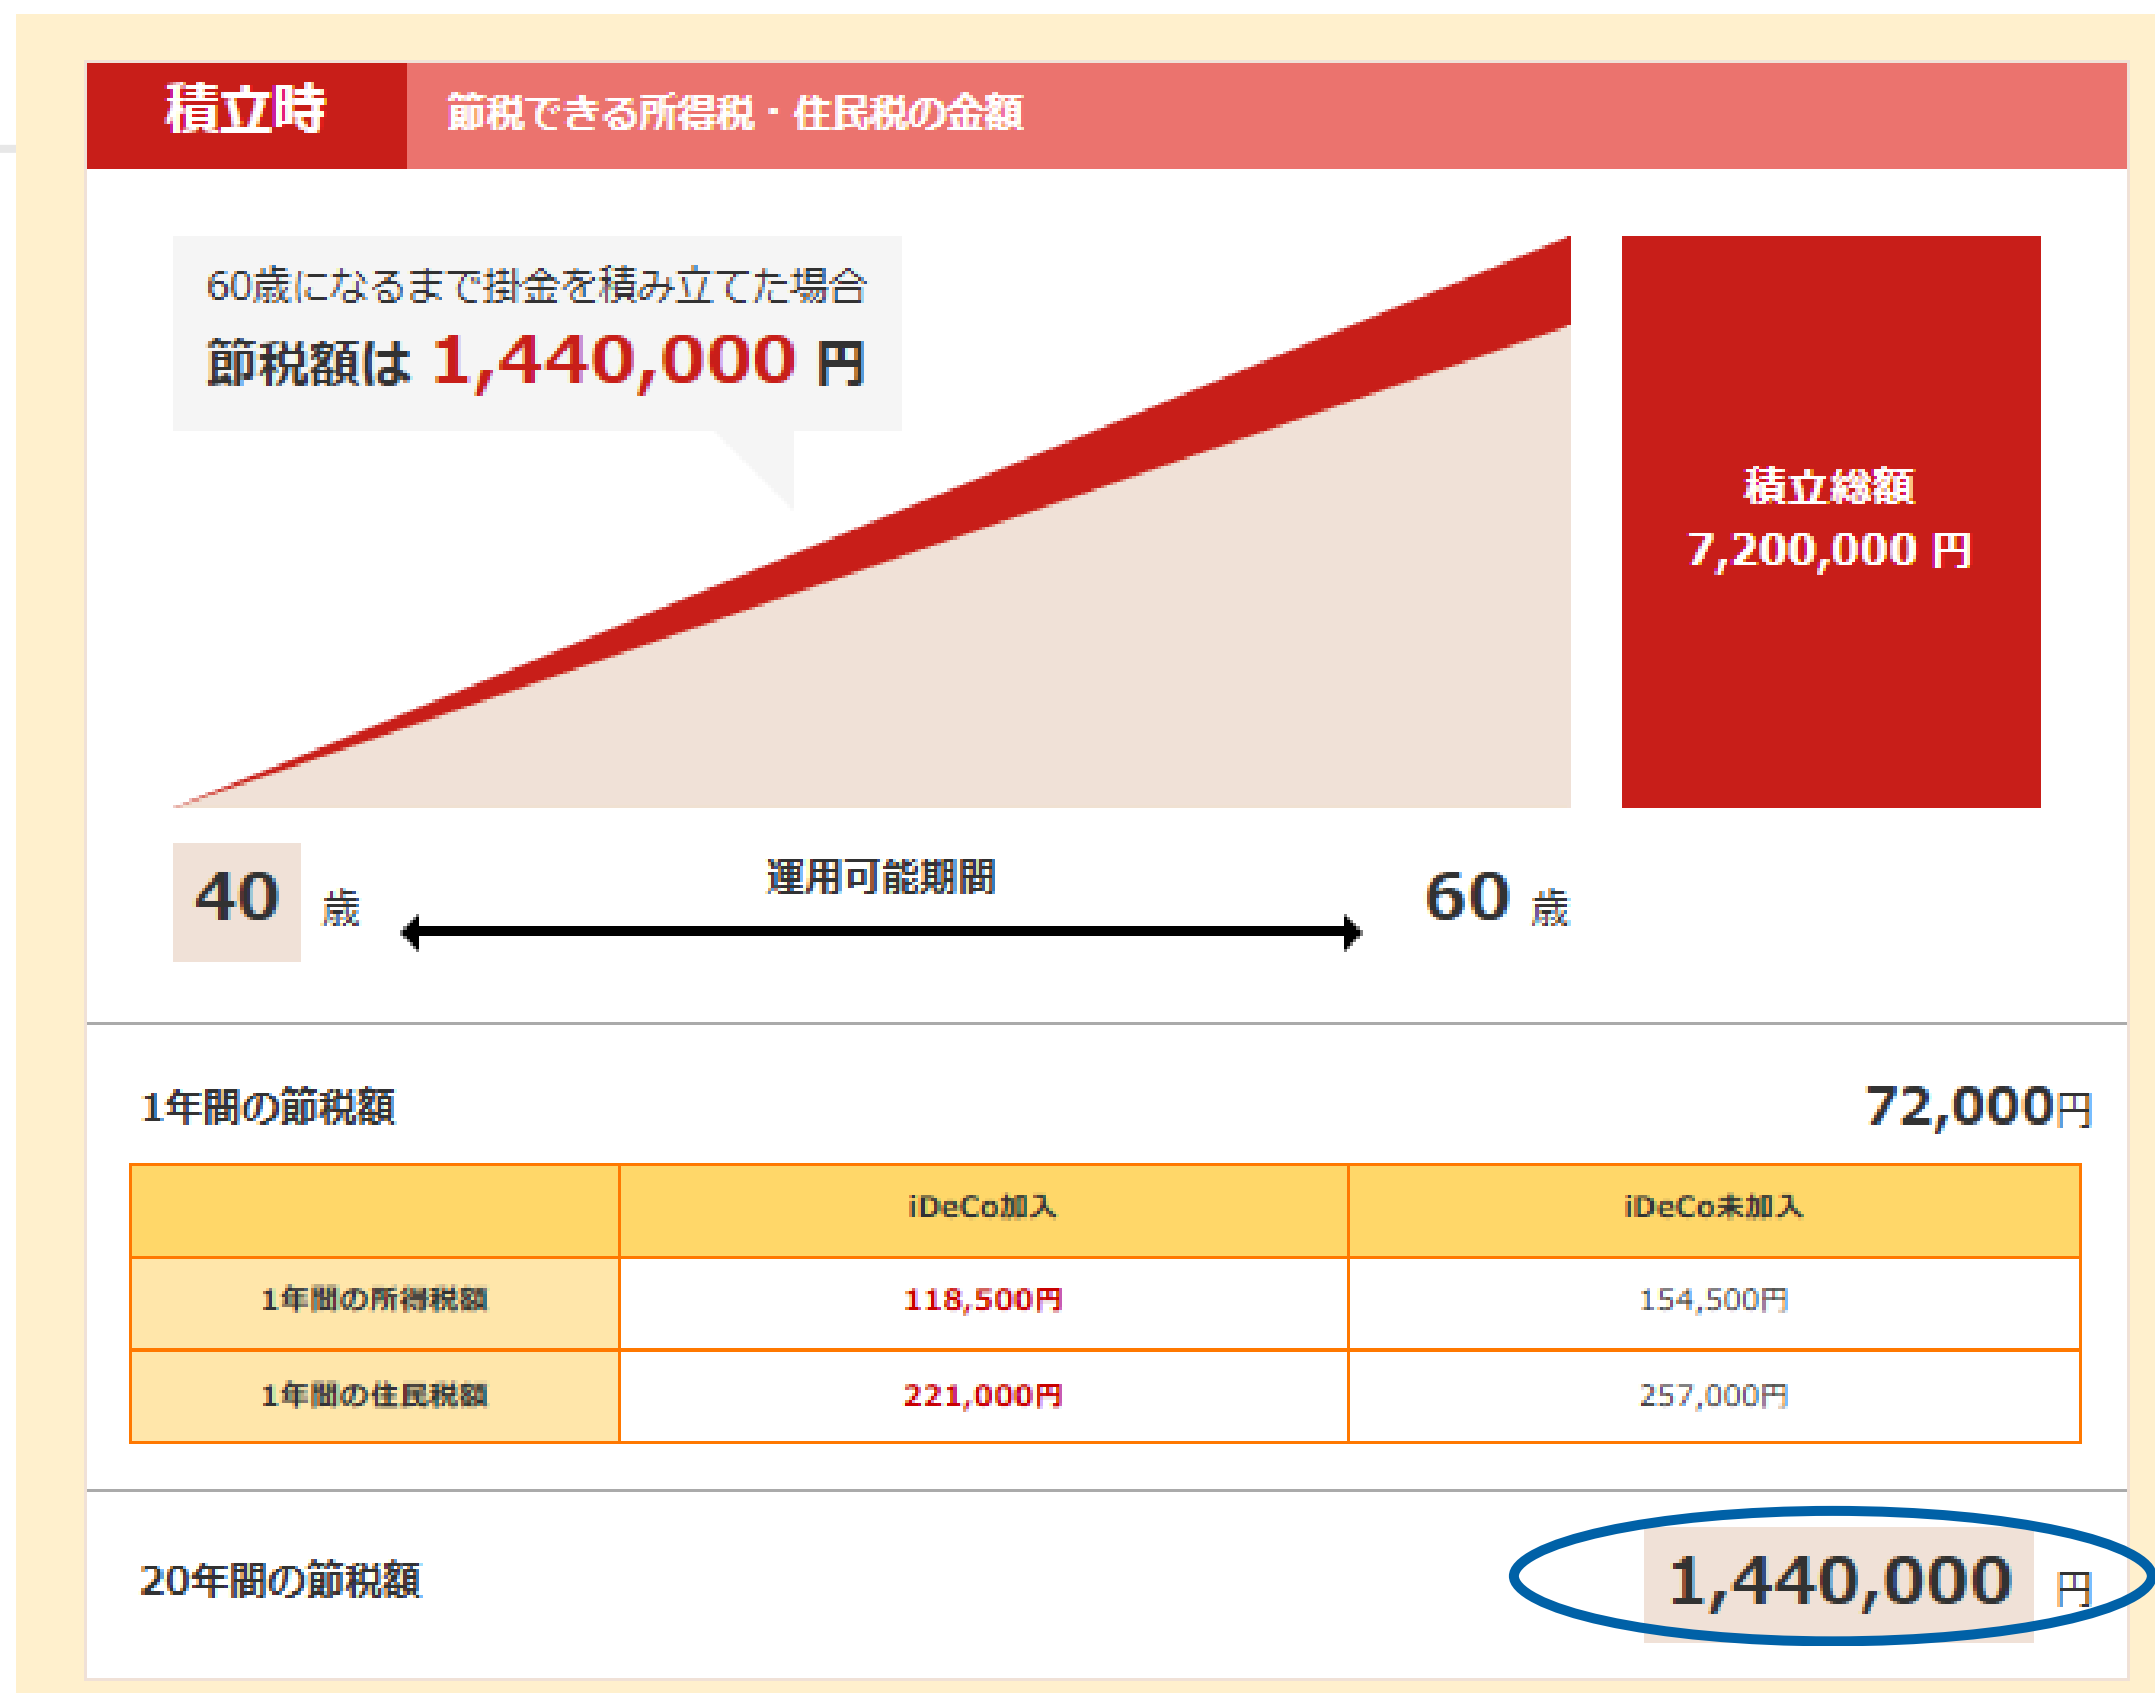 積立時
節税できる所得税・住民税の金額
60歳になるまで掛金を積み立てた場合
節税額は 1,440,000 円
積立総額
7,200,000 円
40 歳
運用可能期間
60 歳
1年間の節税額
72,000円
iDeCo加入 iDeCo未加入
1年間の所得税額 118,500円 154,500円
1年間の住民税額 221,000円 257,000円
20年間の節税額
1,440,000 円